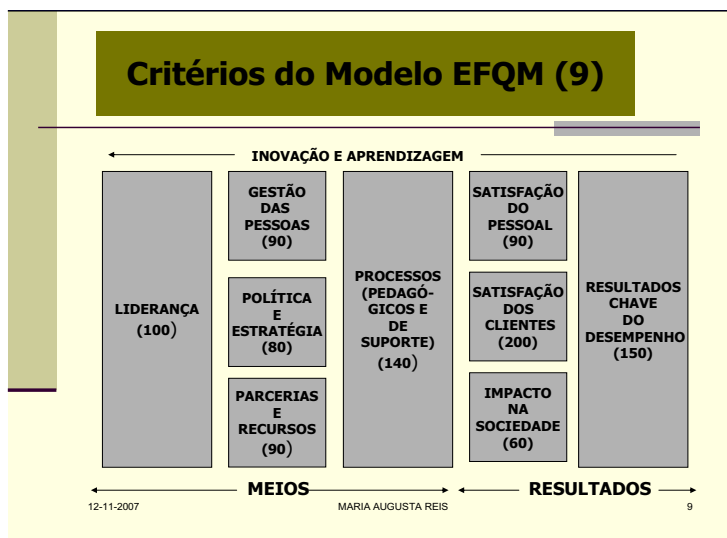 Critérios do Modelo EFQM (9)
INOVAÇÃO E APRENDIZAGEM
LIDERANÇA
(100)
GESTÃO
DAS
PESSOAS
(90)
POLÍTICA
E
ESTRATÉGIA
(80)
PARCERIAS
E
RECURSOS
(90)
PROCESSOS
(PEDAGÓ-
GICOS E
DE
SUPORTE)
(140)
SATISFAÇÃO
DO
PESSOAL
(90)
SATISFAÇÃO
DOS
CLIENTES
(200)
IMPACTO
NA
SOCIEDADE
(60)
RESULTADOS
CHAVE
DO
DESEMPENHO
(150)
MEIOS
RESULTADOS
12-11-2007
MARIA AUGUSTA REIS
9